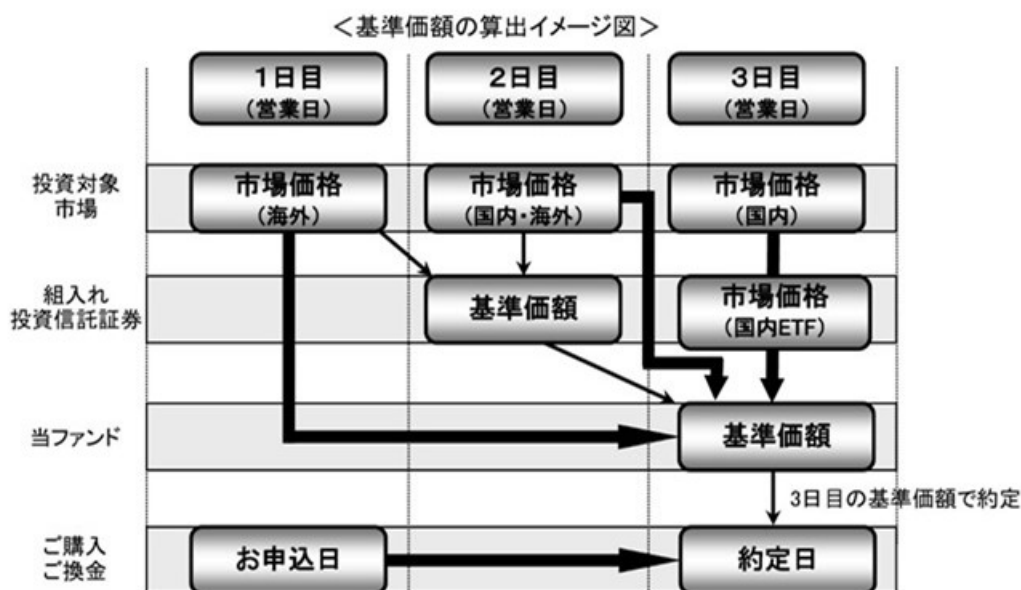 ＜基準価額の算出イメージ図＞
1日目
（営業日）
2日目
（営業日）
3日目
（営業日）
投資対象
市場
市場価格
（海外）
市場価格
（国内・海外）
市場価格
（国内）
組入れ
投資信託証券
基準価額
市場価格
（国内ETF）
当ファンド
基準価額
3日目の基準価額で約定
ご購入
ご換金
お申込日
約定日